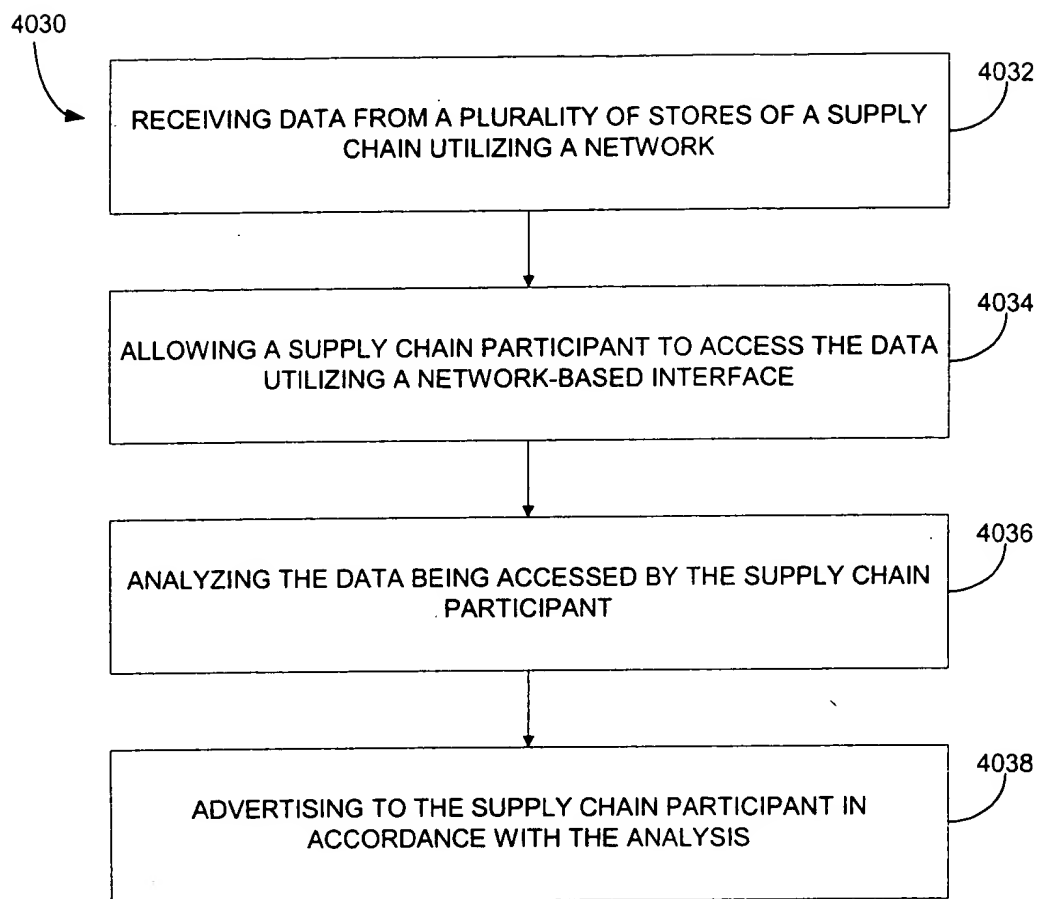 4030
4032
RECEIVING DATA FROM A PLURALITY OF STORES OF A SUPPLY
CHAIN UTILIZING A NETWORK
4034
ALLOWING A SUPPLY CHAIN PARTICIPANT TO ACCESS THE DATA
UTILIZING A NETWORK-BASED INTERFACE
4036
ANALYZING THE DATA BEING ACCESSED BY THE SUPPLY CHAIN
PARTICIPANT
4038
ADVERTISING TO THE SUPPLY CHAIN PARTICIPANT IN
ACCORDANCE WITH THE ANALYSIS